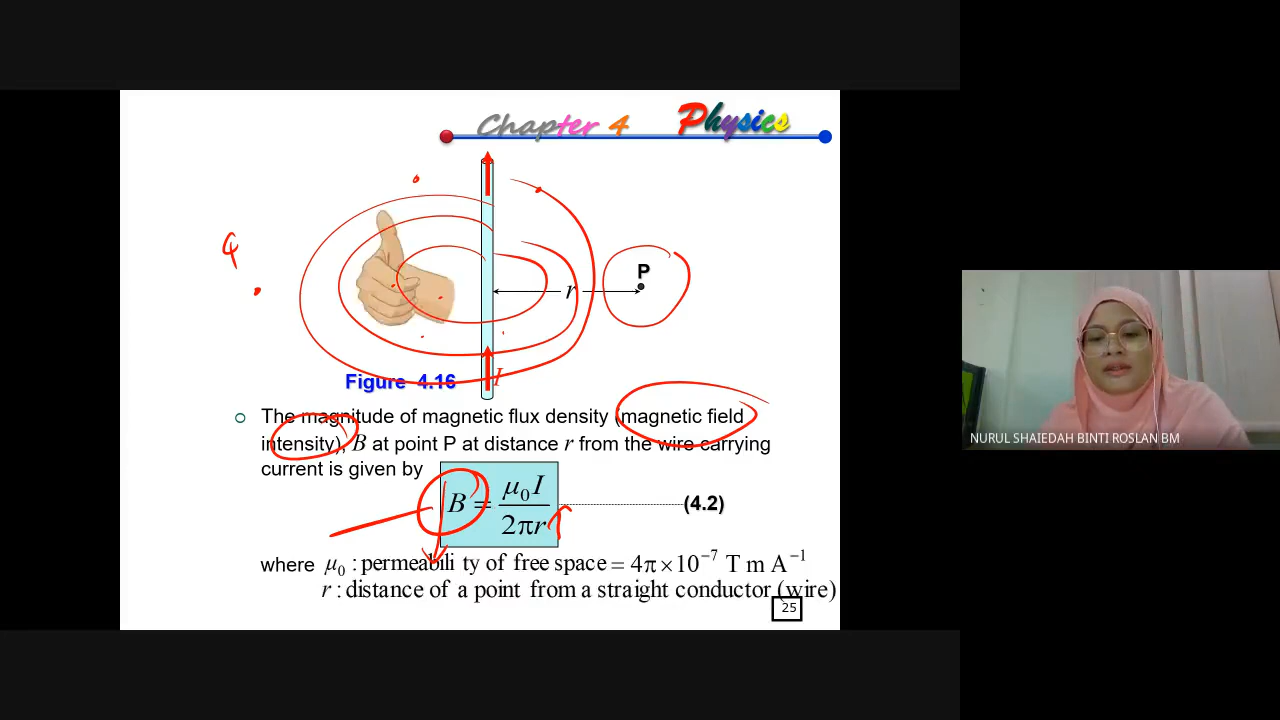 Chapter 4 Physics
P
r
I
Figure 4.16
The magnitude of magnetic flux density (magnetic field
intensity), B at point P at distance r from the wire carrying
current is given by
B = μ₀I / 2πr (4.2)
where μ₀ : permeabili ty of free space = 4π × 10⁻⁷ T m A⁻¹
r : distance of a point from a straight conductor (wire)
25
NURUL SHAIEDAH BINTI ROSLAN BM